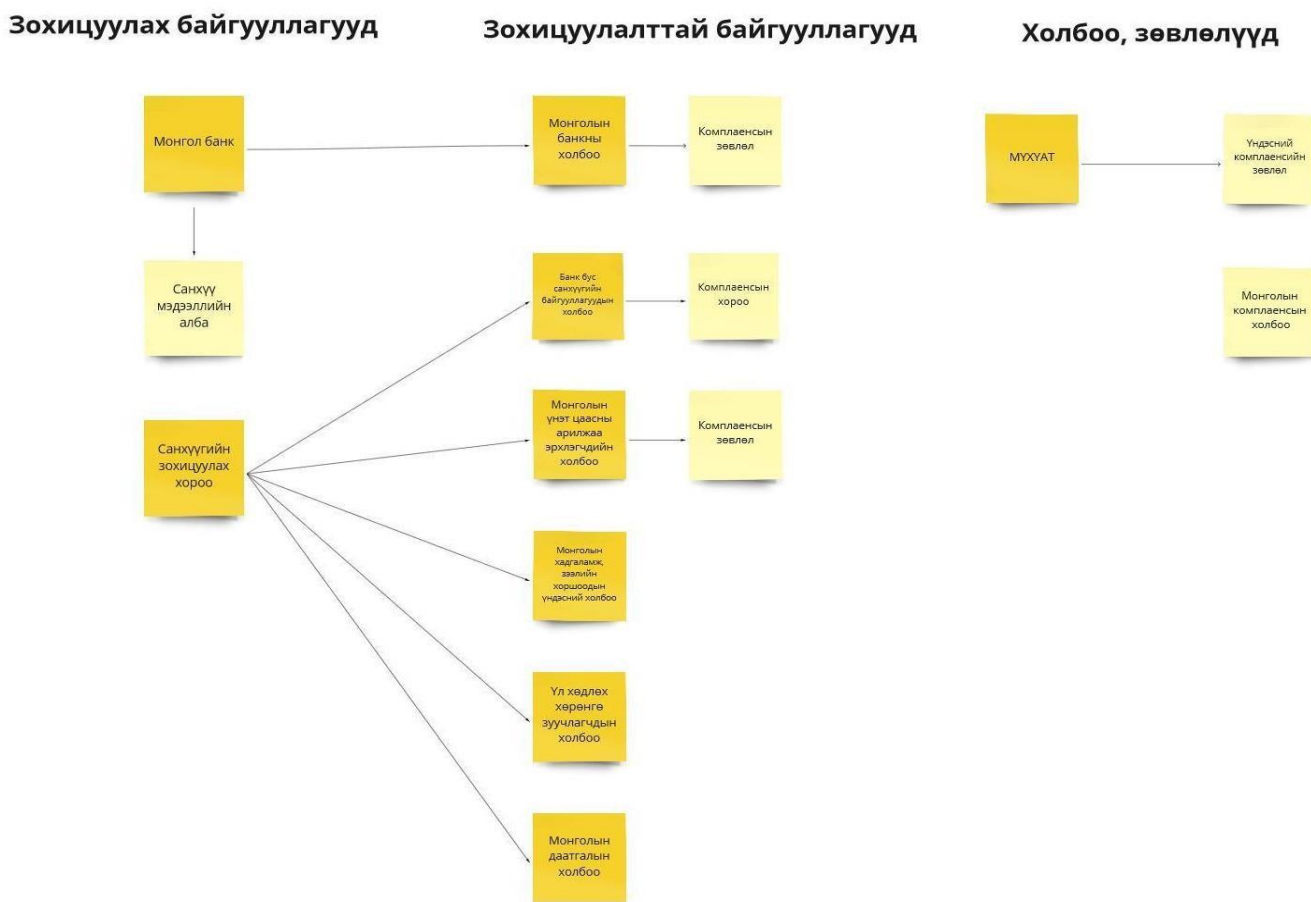 Зохицуулах байгууллагууд
Зохицуулалттай байгууллагууд
Холбоо, зөвлөлүүд
Монгол банк
Санхүү
мэдээллийн
алба
Санхүүгийн
зохицуулах
хороо
Монголын
банкны
холбоо
Комплаенсын
зөвлөл
Банк бус
санхүүгийн
байгууллагуудын
холбоо
Комплаенсын
хороо
Монголын
үнэт цаасны
арилжаа
эрхлэгчдийн
холбоо
Комплаенсын
зөвлөл
Монголын
хадгаламж,
зээлийн
хоршоодын
үндэсний холбоо
Үл хөдлөх
хөрөнгө
зуучлагчдын
холбоо
Монголын
даатгалын
холбоо
МҮХҮАТ
Үндэсний
комплаенсийн
зөвлөл
Монголын
комплаенсын
холбоо